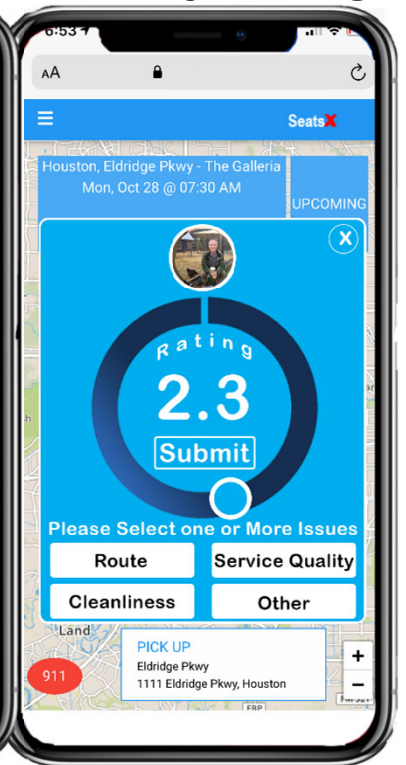 6:53
AA
SeatsX
Houston, Eldridge Pkwy - The Galleria
Mon, Oct 28 @ 07:30 AM
UPCOMING
X
Rating
2.3
Submit
Please Select one or More Issues
Route
Service Quality
Cleanliness
Other
Land
PICK UP
Eldridge Pkwy
1111 Eldridge Pkwy, Houston
911
+
−